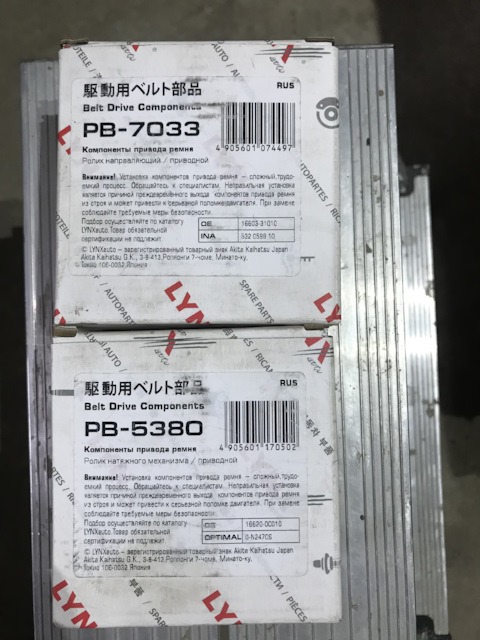 駆動用ベルト部品
RUS
Belt Drive Components
PB-7033
4 905601 074497
Компоненты привода ремня
Ролик направляющий / приводной
Внимание! Установка компонентов привода ремня — сложный, трудо-
емкий процесс. Обращайтесь к специалистам. Неправильная установка
является причиной преждевременного выхода компонентов привода ремня
из строя и может привести к серьезной поломке двигателя. При замене
соблюдайте требуемые меры безопасности.
Подбор осуществляйте по каталогу
LYNXauto. Товар обязательной
сертификации не подлежит.
OE 16603-31010
INA 532 0588 10
© LYNXauto — зарегистрированный товарный знак Akita Kaihatsu Japan
Akita Kaihatsu G.K., 3-8-413, Роппонги 7-чоме, Минато-ку,
Токио 106-0032, Япония
LYNX
SPARE PARTS
駆動用ベルト部品
RUS
Belt Drive Components
PB-5380
4 905601 170502
Компоненты привода ремня
Ролик натяжного механизма / приводной
Внимание! Установка компонентов привода ремня — сложный, трудо-
емкий процесс. Обращайтесь к специалистам. Неправильная установка
является причиной преждевременного выхода компонентов привода ремня
из строя и может привести к серьезной поломке двигателя. При замене
соблюдайте требуемые меры безопасности.
Подбор осуществляйте по каталогу
LYNXauto. Товар обязательной
сертификации не подлежит.
OE 16620-0C010
OPTIMAL 0-N2470S
© LYNXauto — зарегистрированный товарный знак Akita Kaihatsu Japan
Akita Kaihatsu G.K., 3-8-413, Роппонги 7-чоме, Минато-ку,
Токио 106-0032, Япония
LYNX